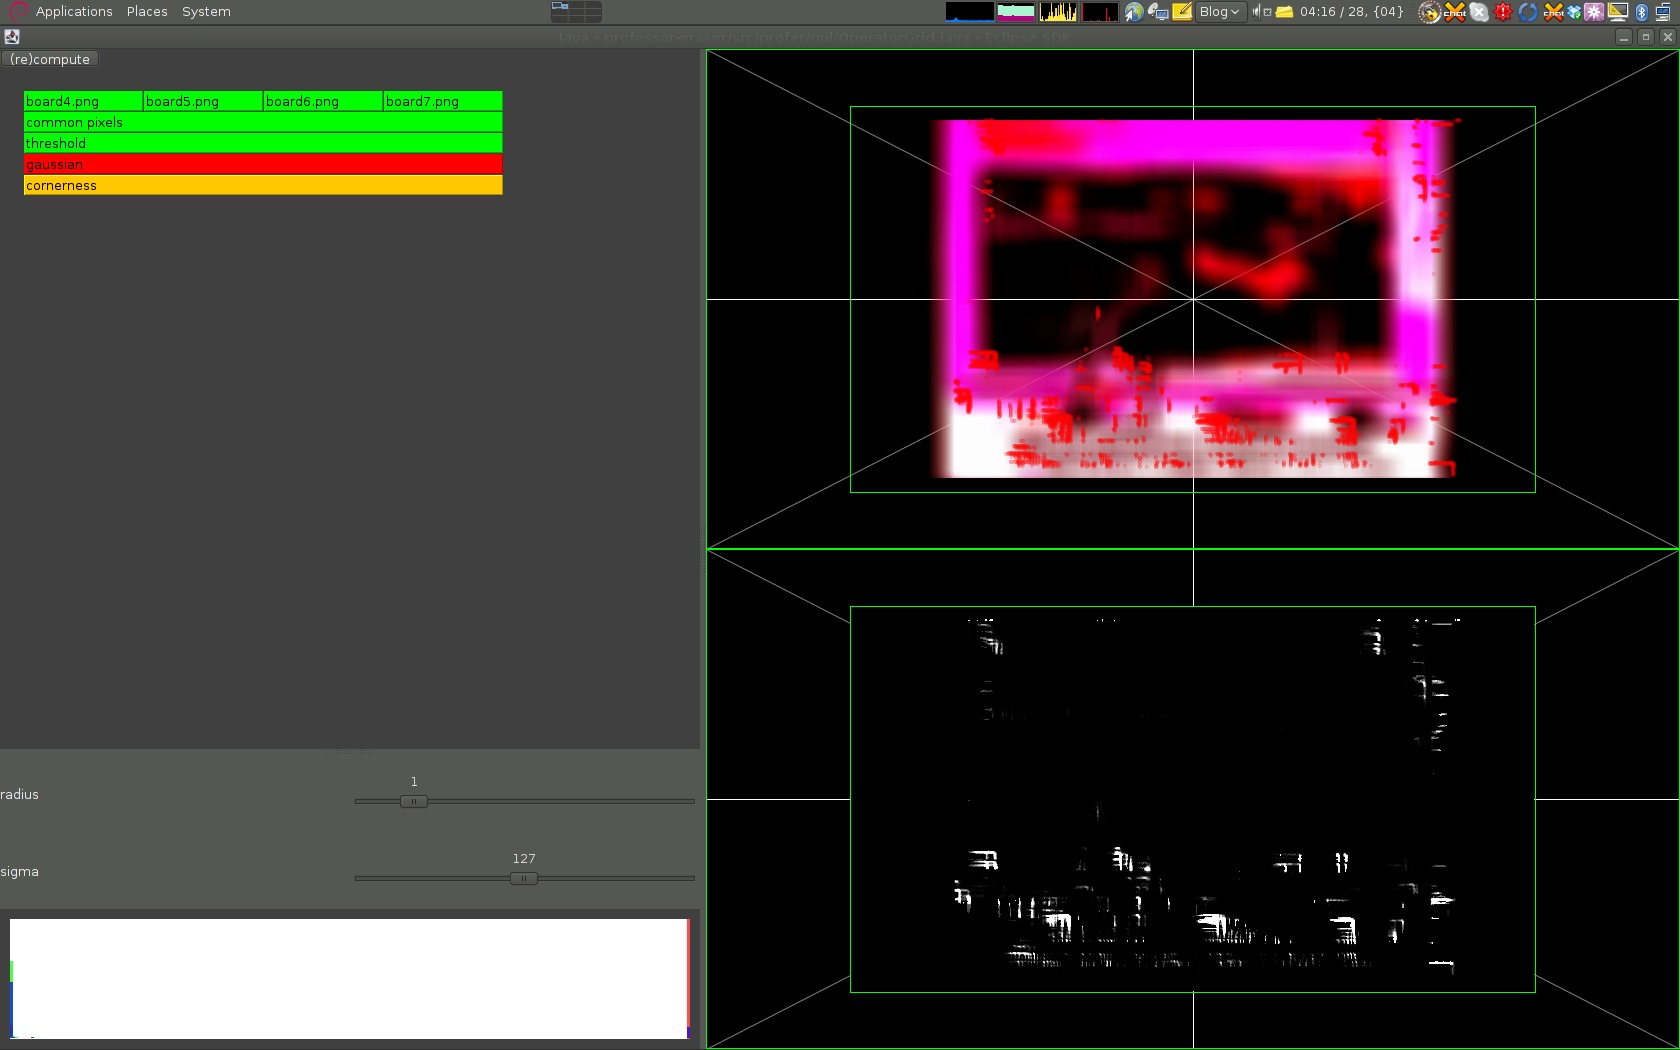 Applications Places System Blog 04:16 / 28, {04}
Java - professor-eraser/src/profer/gui/OperatorGrid.java - Eclipse SDK
(re)compute
board4.png board5.png board6.png board7.png
common pixels
threshold
gaussian
cornerness
1
radius
127
sigma